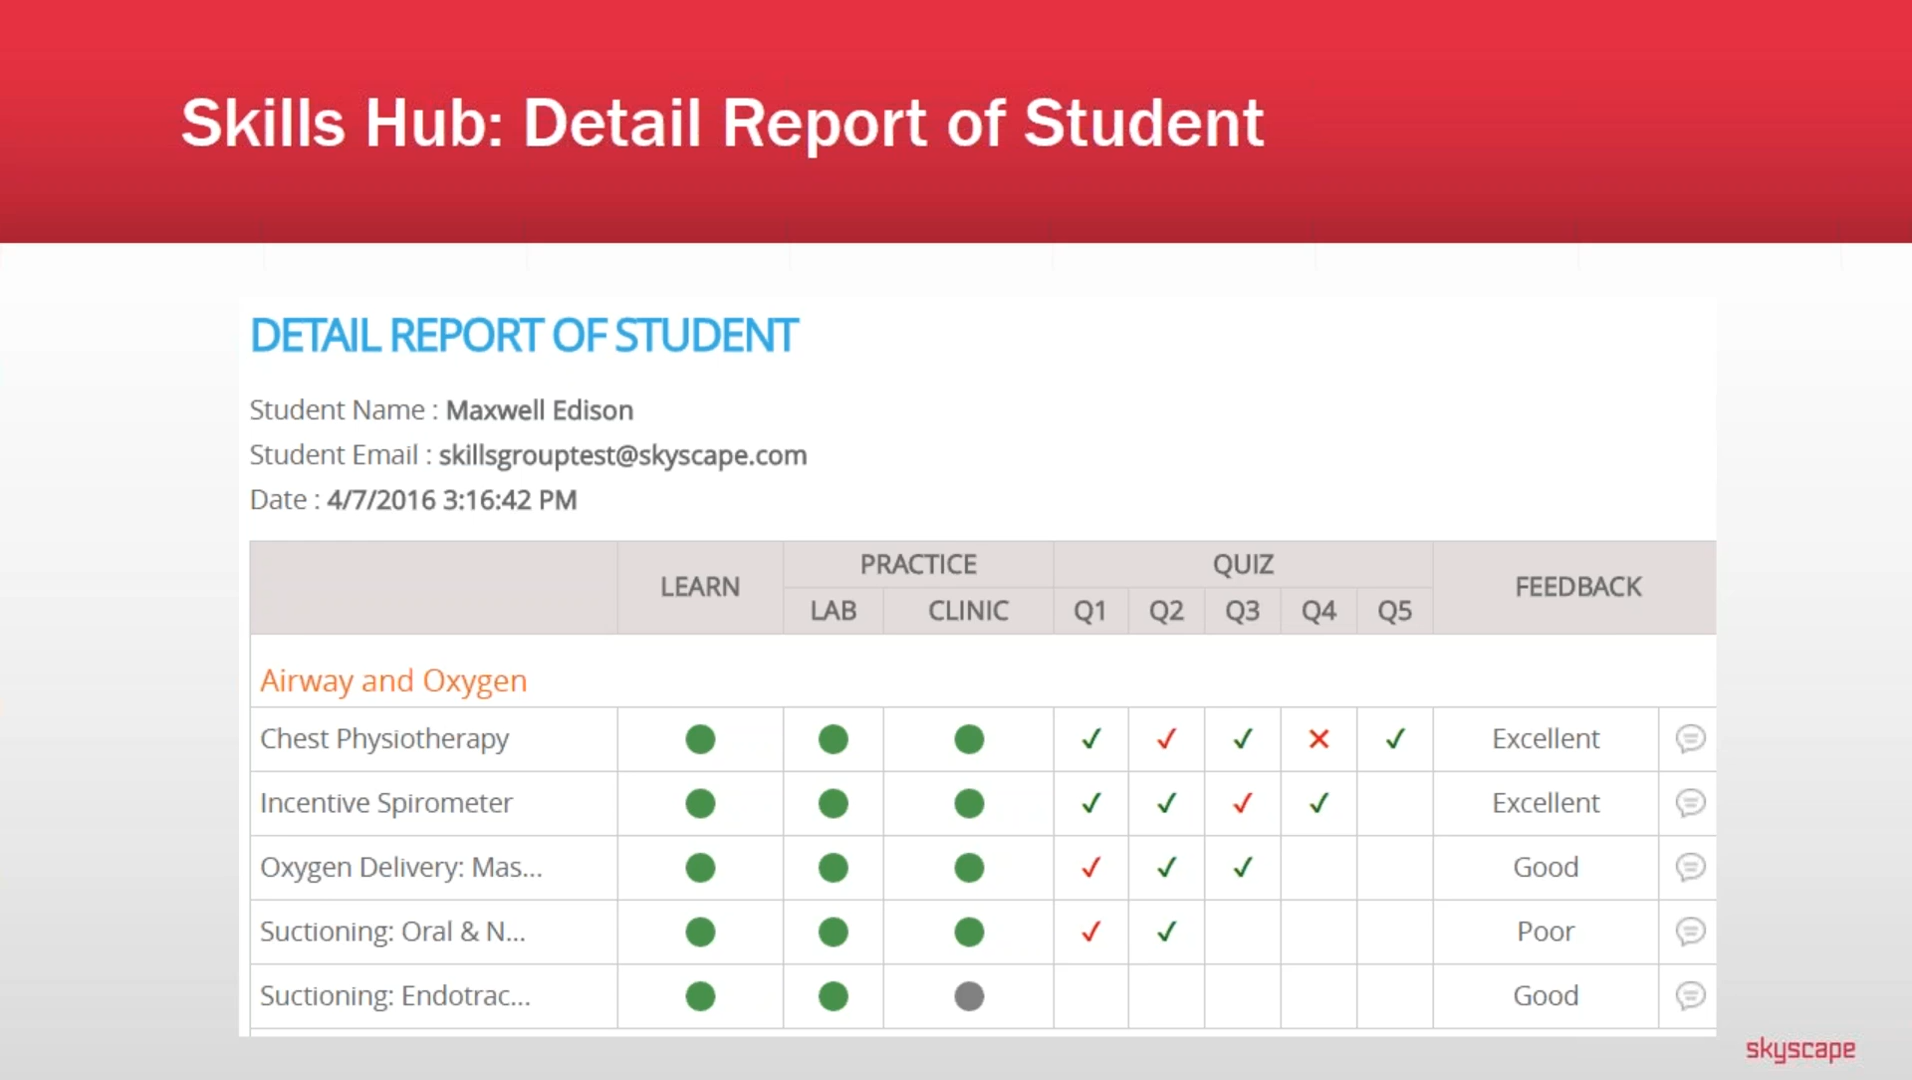 Skills Hub: Detail Report of Student
DETAIL REPORT OF STUDENT
Student Name : Maxwell Edison
Student Email : skillsgrouptest@skyscape.com
Date : 4/7/2016 3:16:42 PM
LEARN PRACTICE QUIZ FEEDBACK
LAB CLINIC Q1 Q2 Q3 Q4 Q5
Airway and Oxygen
Chest Physiotherapy ✓ ✓ ✓ ✕ ✓ Excellent
Incentive Spirometer ✓ ✓ ✓ ✓ Excellent
Oxygen Delivery: Mas... ✓ ✓ ✓ Good
Suctioning: Oral & N... ✓ ✓ Poor
Suctioning: Endotrac... Good
skyscape